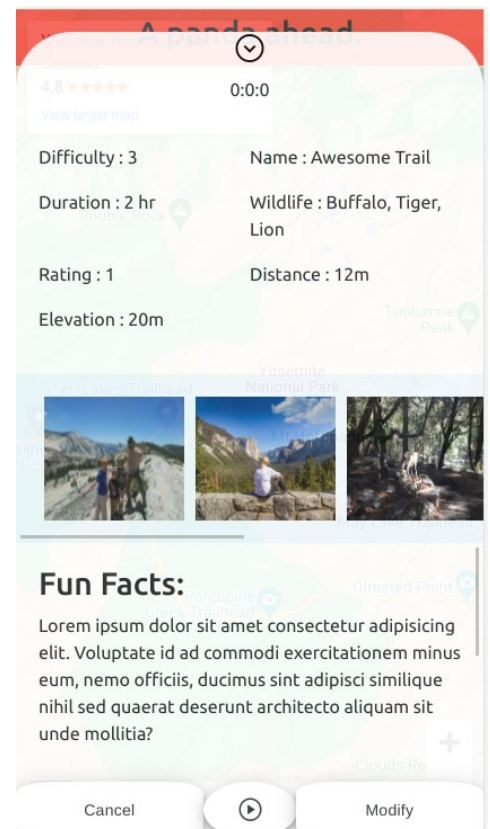 A panda ahead.
Yosemite National
4.8
View larger map
0:0:0
Difficulty : 3
Name : Awesome Trail
Duration : 2 hr
Wildlife : Buffalo, Tiger,
Lion
Double Rock
Rating : 1
Distance : 12m
Elevation : 20m
Tuolumne
Peak
Yosemite
National Park
Ten Lakes Trailhead
Fun Facts:
Porcupine
Creek Trailhead
Olmsted Point
Lorem ipsum dolor sit amet consectetur adipisicing
elit. Voluptate id ad commodi exercitationem minus
eum, nemo officiis, ducimus sint adipisci similique
nihil sed quaerat deserunt architecto aliquam sit
unde mollitia?
Clouds Re
Cancel
Modify